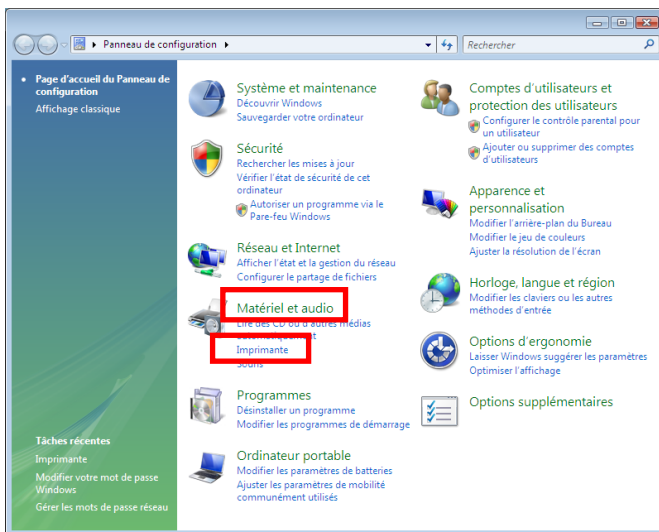 Panneau de configuration
Rechercher
Page d'accueil du Panneau de
configuration
Affichage classique
Système et maintenance
Découvrir Windows
Sauvegarder votre ordinateur
Sécurité
Rechercher les mises à jour
Vérifier l'état de sécurité de cet
ordinateur
Autoriser un programme via le
Pare-feu Windows
Réseau et Internet
Afficher l'état et la gestion du réseau
Configurer le partage de fichiers
Matériel et audio
Lire des CD ou d'autres médias
automatiquement
Imprimante
Souris
Programmes
Désinstaller un programme
Modifier les programmes de démarrage
Ordinateur portable
Modifier les paramètres de batteries
Ajuster les paramètres de mobilité
communément utilisés
Comptes d'utilisateurs et
protection des utilisateurs
Configurer le contrôle parental pour
un utilisateur
Ajouter ou supprimer des comptes
d'utilisateurs
Apparence et
personnalisation
Modifier l'arrière-plan du Bureau
Modifier le jeu de couleurs
Ajuster la résolution de l'écran
Horloge, langue et région
Modifier les claviers ou les autres
méthodes d'entrée
Options d'ergonomie
Laisser Windows suggérer les paramètres
Optimiser l'affichage
Options supplémentaires
Tâches récentes
Imprimante
Modifier votre mot de passe
Windows
Gérer les mots de passe réseau